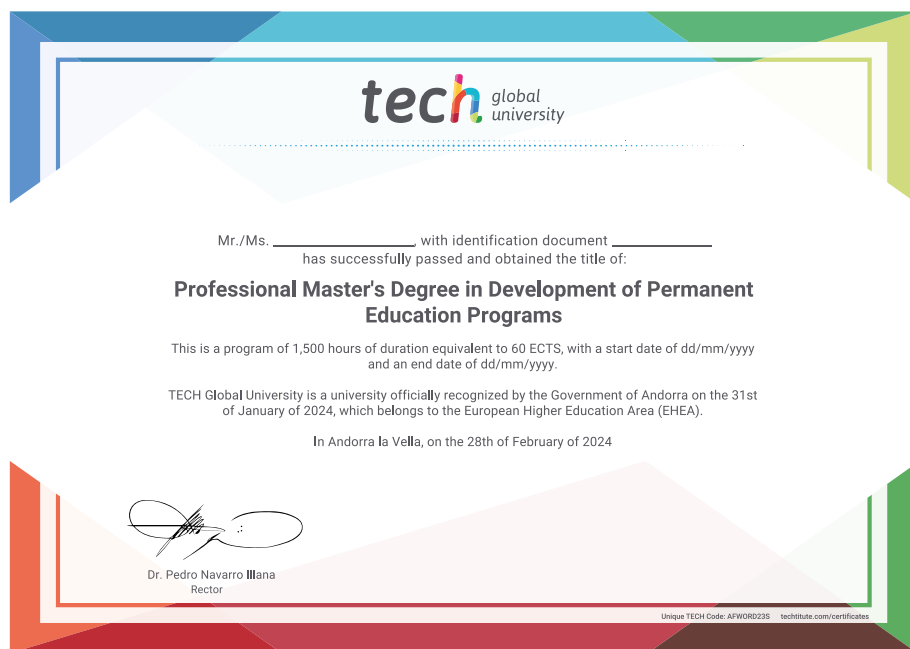 tech global university
Mr./Ms. ____________________, with identification document ______________
has successfully passed and obtained the title of:
Professional Master's Degree in Development of Permanent
Education Programs
This is a program of 1,500 hours of duration equivalent to 60 ECTS, with a start date of dd/mm/yyyy
and an end date of dd/mm/yyyy.
TECH Global University is a university officially recognized by the Government of Andorra on the 31st
of January of 2024, which belongs to the European Higher Education Area (EHEA).
In Andorra la Vella, on the 28th of February of 2024
Dr. Pedro Navarro Illana
Rector
Unique TECH Code: AFWORD23S techtitute.com/certificates